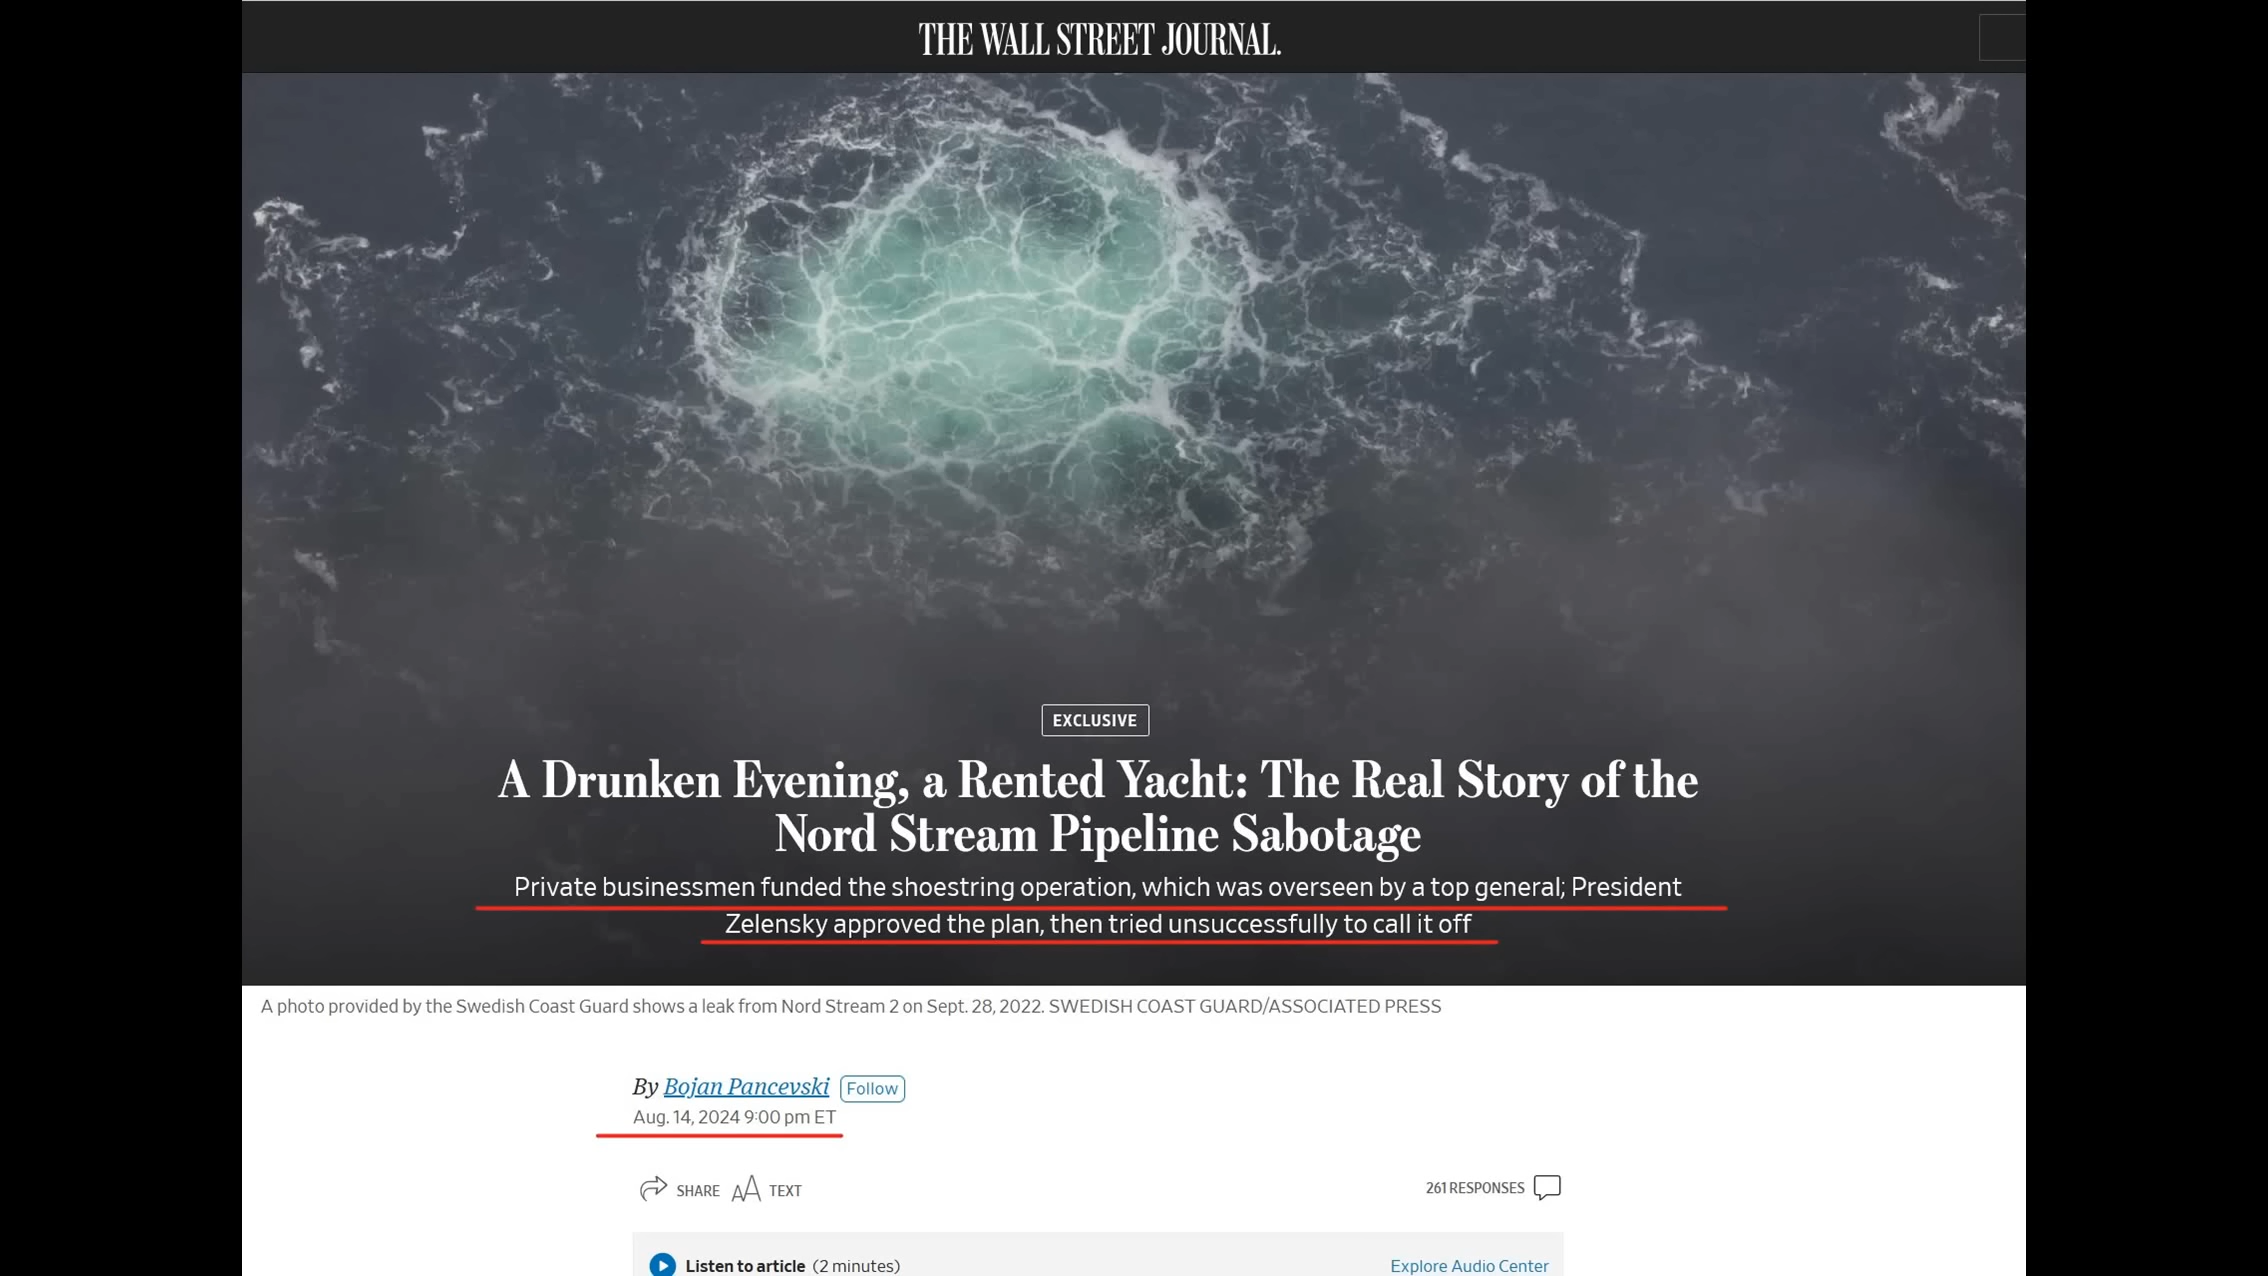 THE WALL STREET JOURNAL.
EXCLUSIVE
A Drunken Evening, a Rented Yacht: The Real Story of the
Nord Stream Pipeline Sabotage
Private businessmen funded the shoestring operation, which was overseen by a top general; President
Zelensky approved the plan, then tried unsuccessfully to call it off
A photo provided by the Swedish Coast Guard shows a leak from Nord Stream 2 on Sept. 28, 2022. SWEDISH COAST GUARD/ASSOCIATED PRESS
By Bojan Pancevski Follow
Aug. 14, 2024 9:00 pm ET
SHARE AA TEXT 261 RESPONSES
Listen to article (2 minutes) Explore Audio Center